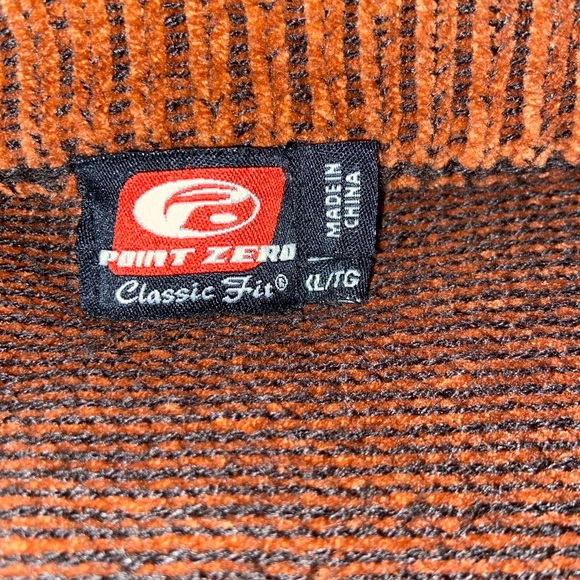 POINT ZERO
Classic Fit®
MADE IN
CHINA
XL/TG